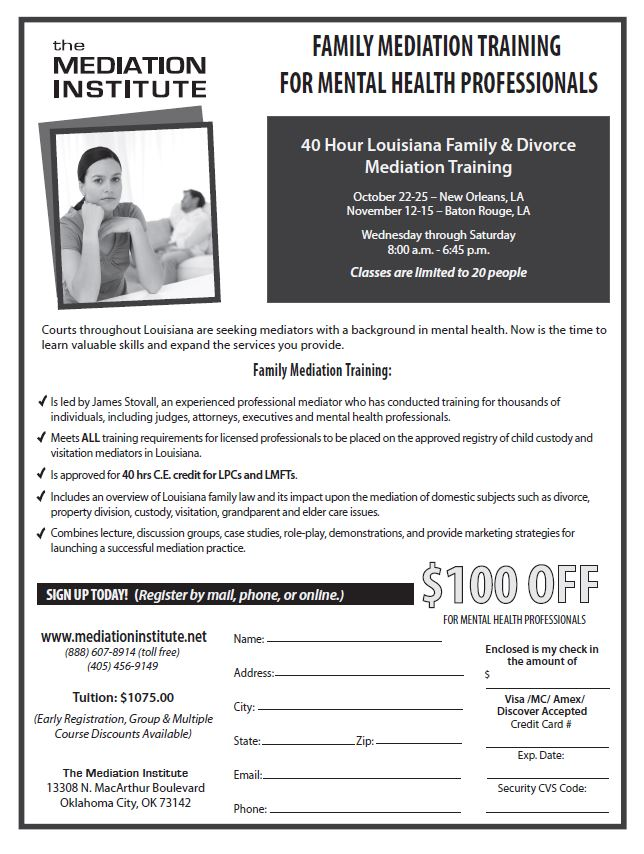 the
MEDIATION
INSTITUTE
FAMILY MEDIATION TRAINING
FOR MENTAL HEALTH PROFESSIONALS
40 Hour Louisiana Family & Divorce
Mediation Training
October 22-25 – New Orleans, LA
November 12-15 – Baton Rouge, LA
Wednesday through Saturday
8:00 a.m. - 6:45 p.m.
Classes are limited to 20 people
Courts throughout Louisiana are seeking mediators with a background in mental health. Now is the time to
learn valuable skills and expand the services you provide.
Family Mediation Training:
✓ Is led by James Stovall, an experienced professional mediator who has conducted training for thousands of
individuals, including judges, attorneys, executives and mental health professionals.
✓ Meets ALL training requirements for licensed professionals to be placed on the approved registry of child custody and
visitation mediators in Louisiana.
✓ Is approved for 40 hrs C.E. credit for LPCs and LMFTs.
✓ Includes an overview of Louisiana family law and its impact upon the mediation of domestic subjects such as divorce,
property division, custody, visitation, grandparent and elder care issues.
✓ Combines lecture, discussion groups, case studies, role-play, demonstrations, and provide marketing strategies for
launching a successful mediation practice.
SIGN UP TODAY! (Register by mail, phone, or online.)
$100 OFF
FOR MENTAL HEALTH PROFESSIONALS
www.mediationinstitute.net
(888) 607-8914 (toll free)
(405) 456-9149
Tuition: $1075.00
(Early Registration, Group & Multiple
Course Discounts Available)
The Mediation Institute
13308 N. MacArthur Boulevard
Oklahoma City, OK 73142
Name:
Address:
City:
State: Zip:
Email:
Phone:
Enclosed is my check in
the amount of
$
Visa /MC/ Amex/
Discover Accepted
Credit Card #
Exp. Date:
Security CVS Code: